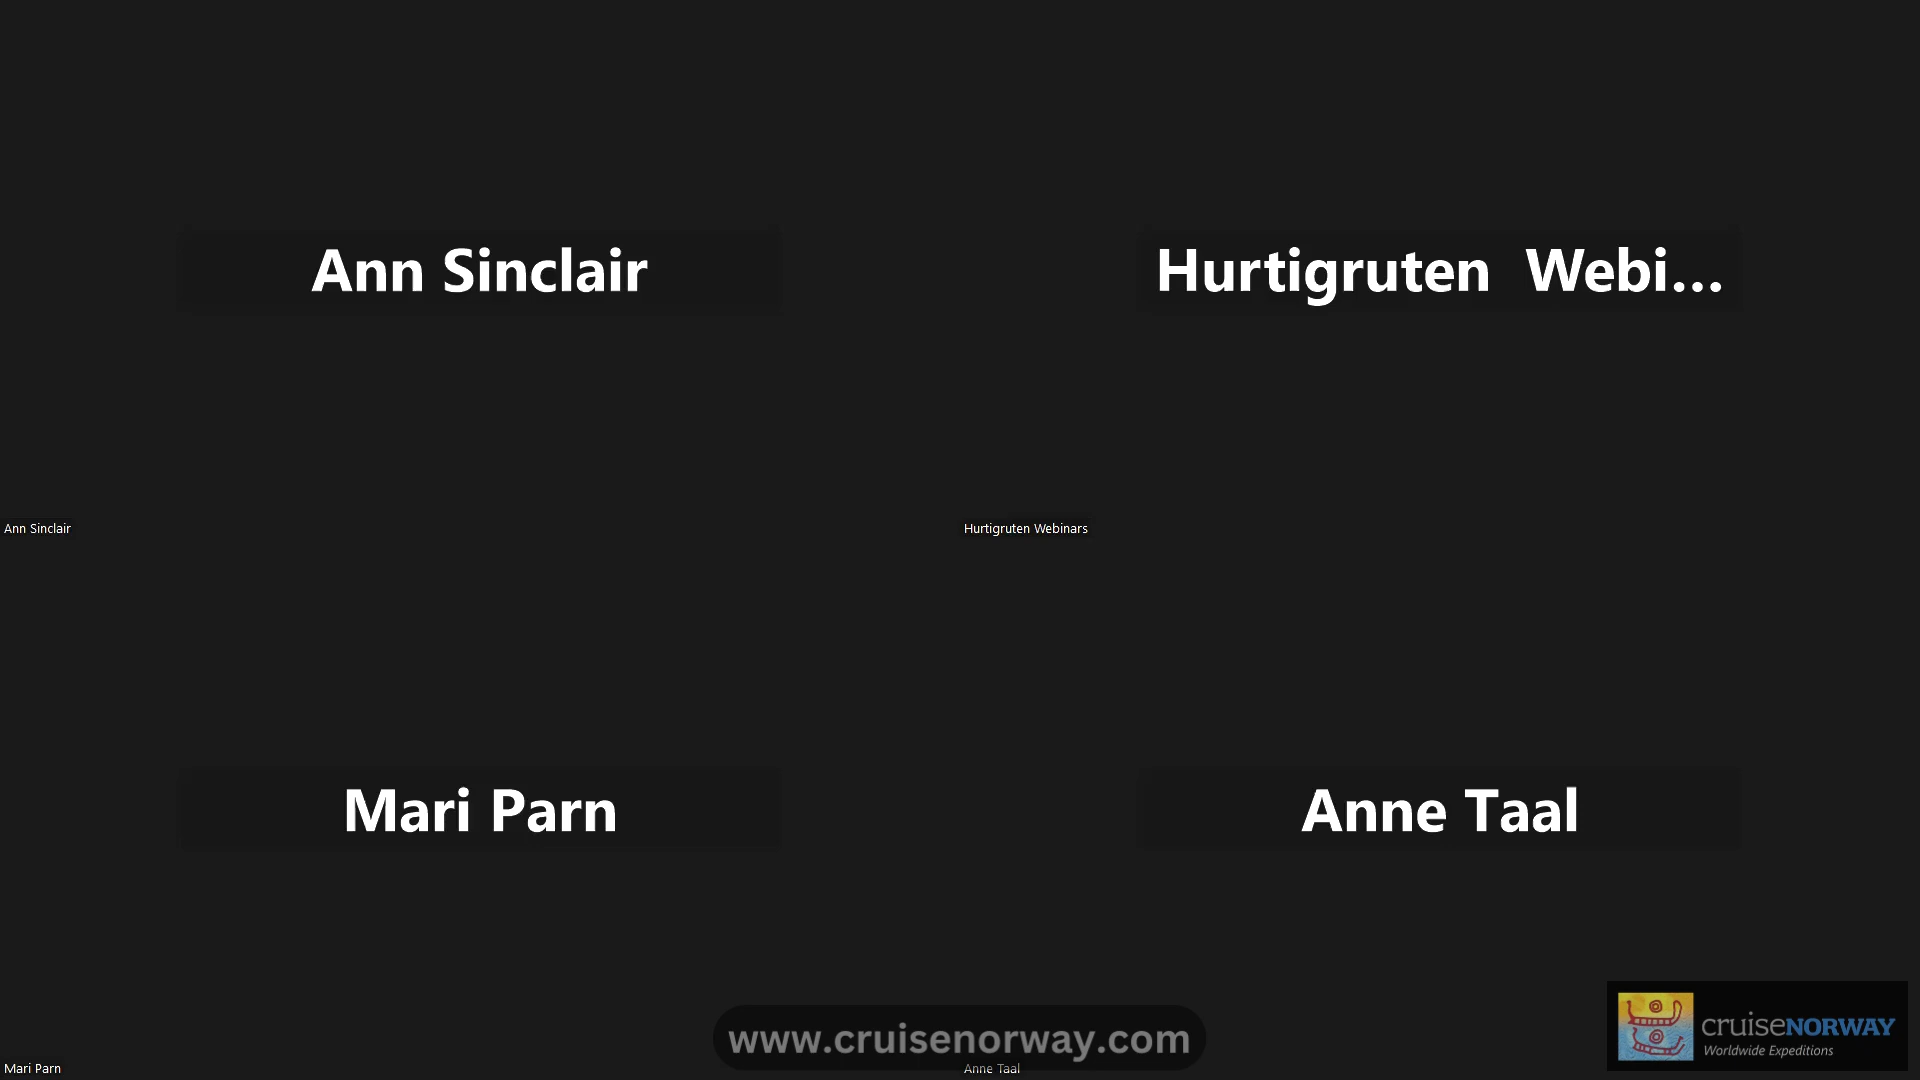 Ann Sinclair
Hurtigruten Webi...
Ann Sinclair
Hurtigruten Webinars
Mari Parn
Anne Taal
www.cruisenorway.com
cruiseNORWAY
Worldwide Expeditions
Mari Parn
Anne Taal